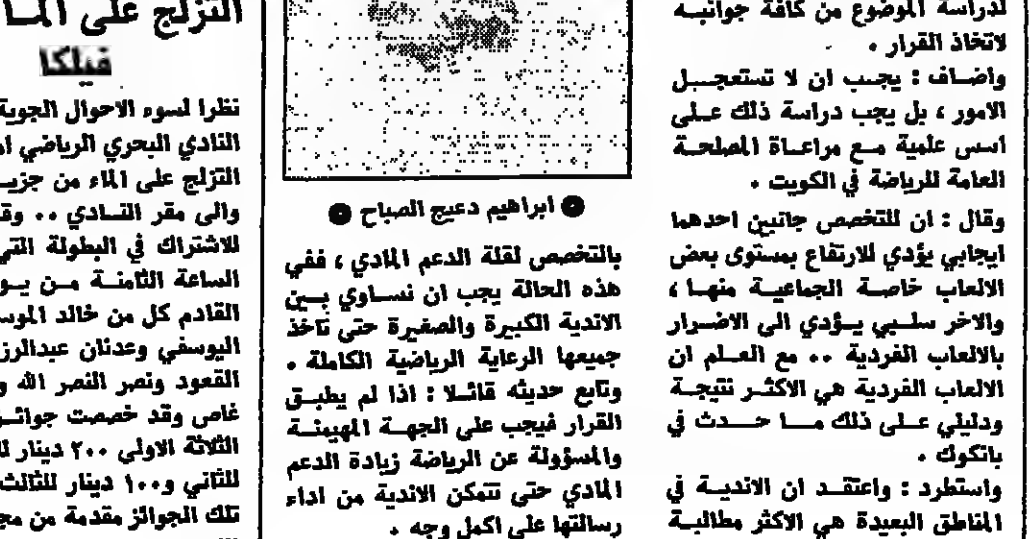 لدراسة الموضوع من كافة جوانبه
لاتخاذ القرار .
واضاف : يجب ان لا تستعجل
الامور ، بل يجب دراسة ذلك على
اسس علمية مع مراعاة المصلحة
العامة للرياضة في الكويت .
وقال : ان للتخصص جانبين احدهما
ايجابي يؤدي للارتفاع بمستوى بعض
الالعاب خاصة الجماعية منها ،
والاخر سلبي يؤدي الى الاضرار
بالالعاب الفردية .. مع العلم ان
الالعاب الفردية هي الاكثر نتيجة
ودليلي على ذلك ما حدث في
بانكوك .
واستطرد : واعتقد ان الاندية في
المناطق البعيدة هي الاكثر مطالبة
ابراهيم دعيج الصباح
بالتخصص لقلة الدعم المادي ، ففي
هذه الحالة يجب ان نساوي بين
الاندية الكبيرة والصغيرة حتى تاخذ
جميعها الرعاية الرياضية الكاملة .
وتابع حديثه قائلا : اذا لم يطبق
القرار فيجب على الجهة المهيمنة
والمسؤولة عن الرياضة زيادة الدعم
المادي حتى تتمكن الاندية من اداء
رسالتها على اكمل وجه .
التزلج على الما
فيلكا
نظرا لسوء الاحوال الجوية
النادي البحري الرياضي
التزلج على الماء من جزيـ
والى مقر النادي .. وقـ
للاشتراك في البطولة التي
الساعة الثامنة من يو
القادم كل من خالد الموسـ
اليوسفي وعدنان عبدالرز
القعود ونصر النصر الله و
غاص وقد خصصت جوائـ
الثلاثة الاولى ٢٠٠ دينار لـ
للثاني و١٠٠ دينار للثالث
تلك الجوائز مقدمة من مجـ